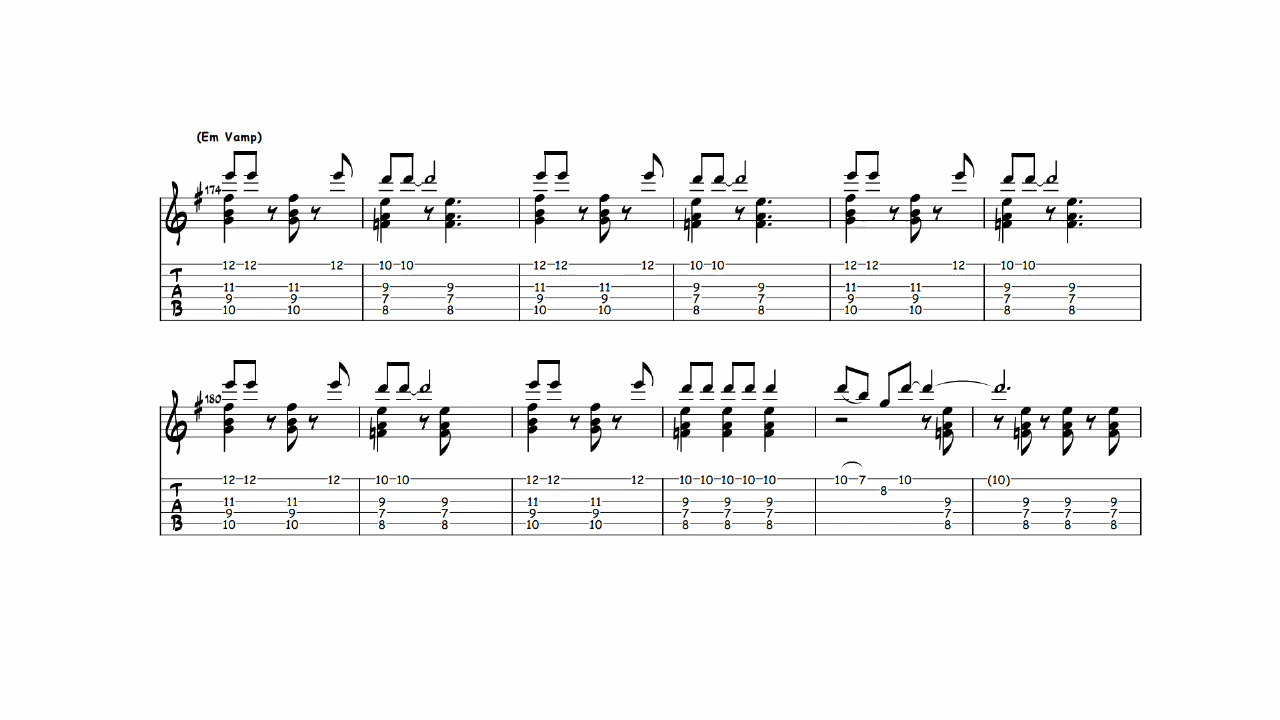 (Em Vamp)
174
T 12 12 12 10 10 12 12 12 10 10 12 12 12 10 10
A 11 11 9 9 11 11 9 9 11 11 9 9
9 9 7 7 9 9 7 7 9 9 7 7
B 10 10 8 8 10 10 8 8 10 10 8 8
180
12 12 12 10 10 12 12 12 10 10 10 10 10 10 7 10 (10)
T 8
A 11 11 9 9 11 11 9 9 9 9 9 9 9
9 9 7 7 9 9 7 7 7 7 7 7 7
B 10 10 8 8 10 10 8 8 8 8 8 8 8